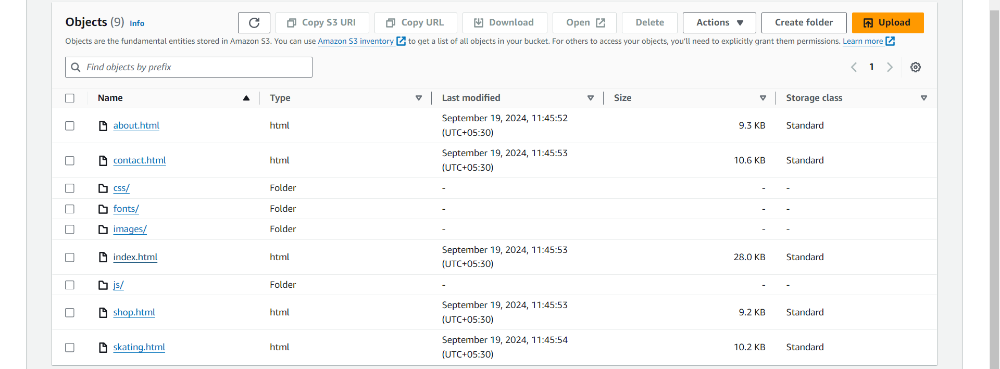 Objects (9) Info
Copy S3 URI Copy URL Download Open Delete Actions Create folder Upload
Objects are the fundamental entities stored in Amazon S3. You can use Amazon S3 inventory to get a list of all objects in your bucket. For others to access your objects, you’ll need to explicitly grant them permissions. Learn more
Find objects by prefix
1
Name Type Last modified Size Storage class
about.html html September 19, 2024, 11:45:52 (UTC+05:30) 9.3 KB Standard
contact.html html September 19, 2024, 11:45:53 (UTC+05:30) 10.6 KB Standard
css/ Folder - - -
fonts/ Folder - - -
images/ Folder - - -
index.html html September 19, 2024, 11:45:53 (UTC+05:30) 28.0 KB Standard
js/ Folder - - -
shop.html html September 19, 2024, 11:45:53 (UTC+05:30) 9.2 KB Standard
skating.html html September 19, 2024, 11:45:54 (UTC+05:30) 10.2 KB Standard